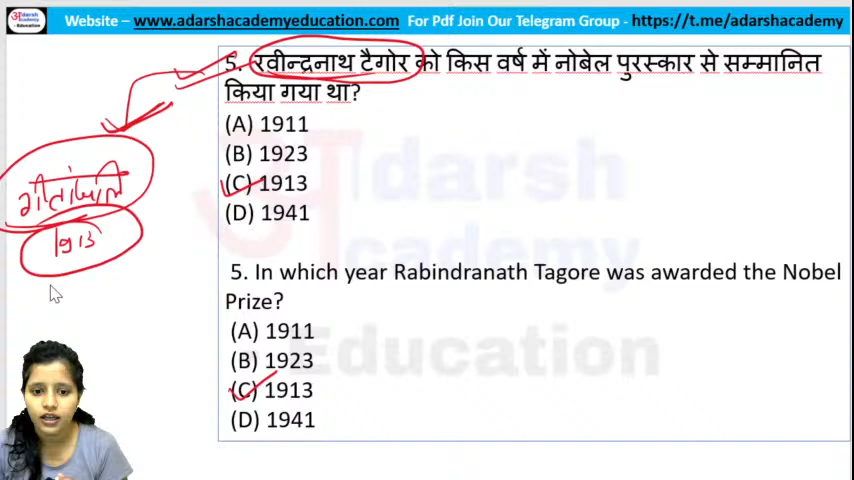 adarsh
academy
Website – www.adarshacademyeducation.com For Pdf Join Our Telegram Group - https://t.me/adarshacademy
5. रवीन्द्रनाथ टैगोर को किस वर्ष में नोबेल पुरस्कार से सम्मानित
किया गया था?
(A) 1911
(B) 1923
(C) 1913
(D) 1941
गीतांजलि
1913
5. In which year Rabindranath Tagore was awarded the Nobel
Prize?
(A) 1911
(B) 1923
(C) 1913
(D) 1941
adarsh
academy
Education